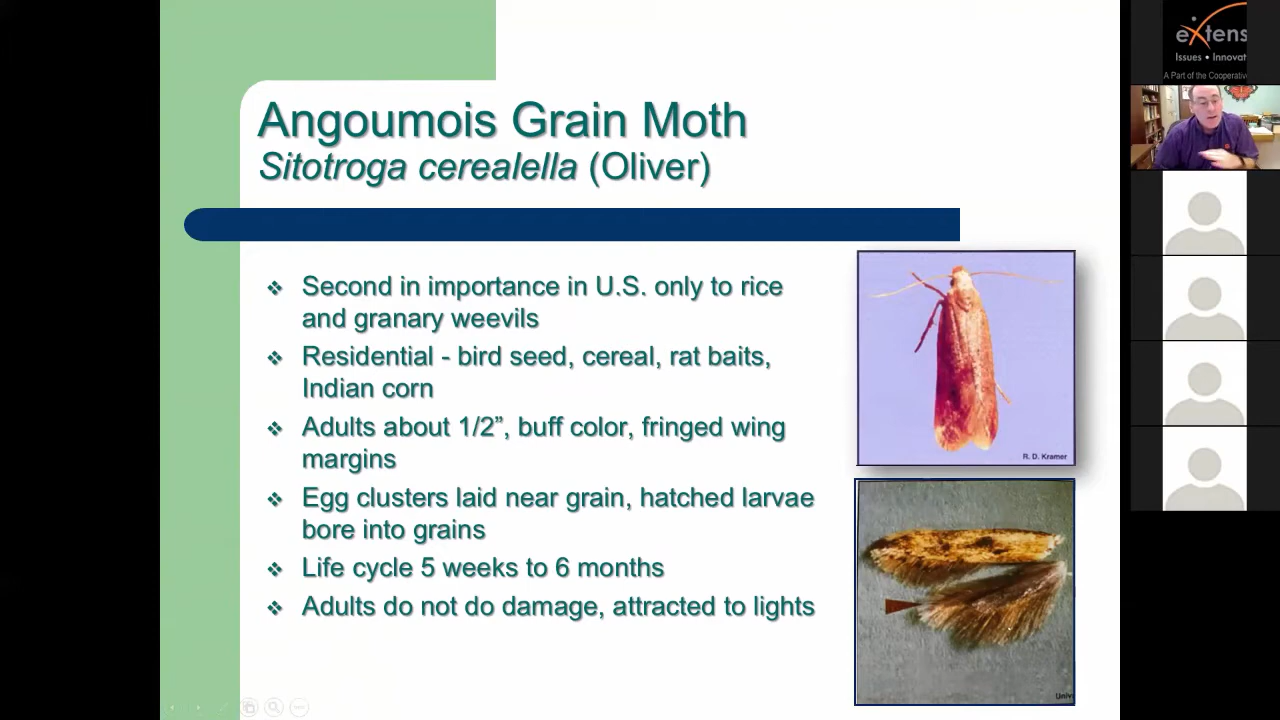 Angoumois Grain Moth
Sitotroga cerealella (Oliver)
Second in importance in U.S. only to rice
and granary weevils
Residential - bird seed, cereal, rat baits,
Indian corn
Adults about 1/2”, buff color, fringed wing
margins
Egg clusters laid near grain, hatched larvae
bore into grains
Life cycle 5 weeks to 6 months
Adults do not do damage, attracted to lights
R. D. Kramer
Univ
eXtens
Issues • Innovat
A Part of the Cooperative